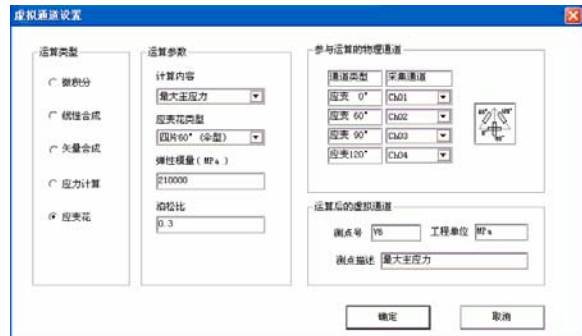 虚拟通道设置
运算类型
微积分
线性合成
矢量合成
应力计算
应变花
运算参数
计算内容
最大主应力
应变花类型
四片60°（伞型）
弹性模量(MPa)
210000
泊松比
0.3
参与运算的物理通道
通道类型 采集通道
应变 0° Ch01
应变 60° Ch02
应变 90° Ch03
应变120° Ch04
运算后的虚拟通道
测点号 V6 工程单位 MPa
测点描述 最大主应力
确定 取消